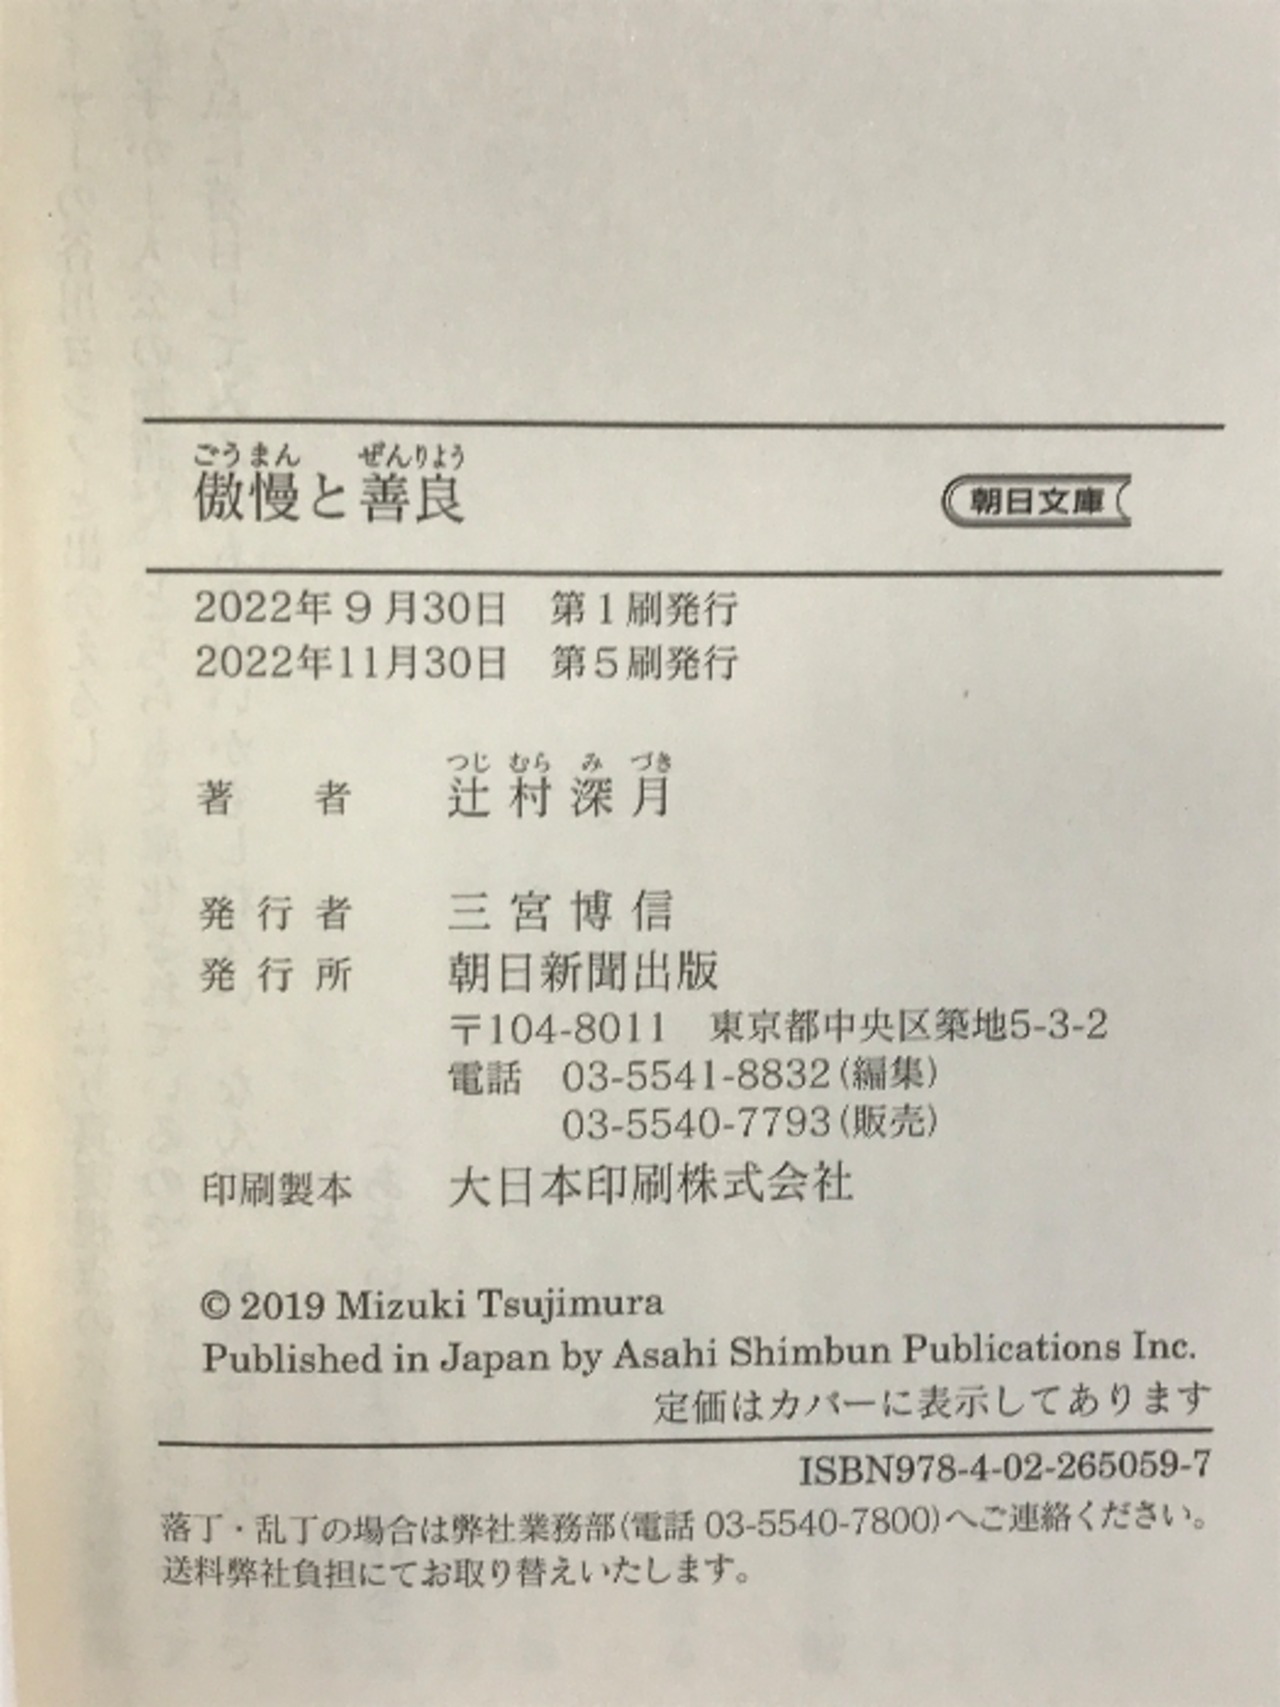 ごうまん ぜんりよう
傲慢と善良
朝日文庫
2022年9月30日 第1刷発行
2022年11月30日 第5刷発行
つじ むら み づき
著者 辻村深月
発行者 三宮博信
発行所 朝日新聞出版
〒104-8011 東京都中央区築地5-3-2
電話 03-5541-8832(編集)
03-5540-7793(販売)
印刷製本 大日本印刷株式会社
© 2019 Mizuki Tsujimura
Published in Japan by Asahi Shimbun Publications Inc.
定価はカバーに表示してあります
ISBN978-4-02-265059-7
落丁・乱丁の場合は弊社業務部(電話 03-5540-7800)へご連絡ください。
送料弊社負担にてお取り替えいたします。